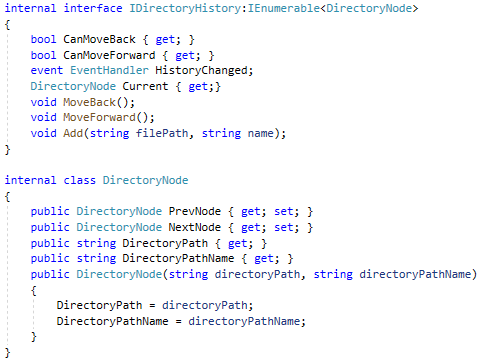 internal interface IDirectoryHistory:IEnumerable<DirectoryNode>
{
    bool CanMoveBack { get; }
    bool CanMoveForward { get; }
    event EventHandler HistoryChanged;
    DirectoryNode Current { get;}
    void MoveBack();
    void MoveForward();
    void Add(string filePath, string name);
}

internal class DirectoryNode
{
    public DirectoryNode PrevNode { get; set; }
    public DirectoryNode NextNode { get; set; }
    public string DirectoryPath { get; }
    public string DirectoryPathName { get; }
    public DirectoryNode(string directoryPath, string directoryPathName)
    {
        DirectoryPath = directoryPath;
        DirectoryPathName = directoryPathName;
    }
}